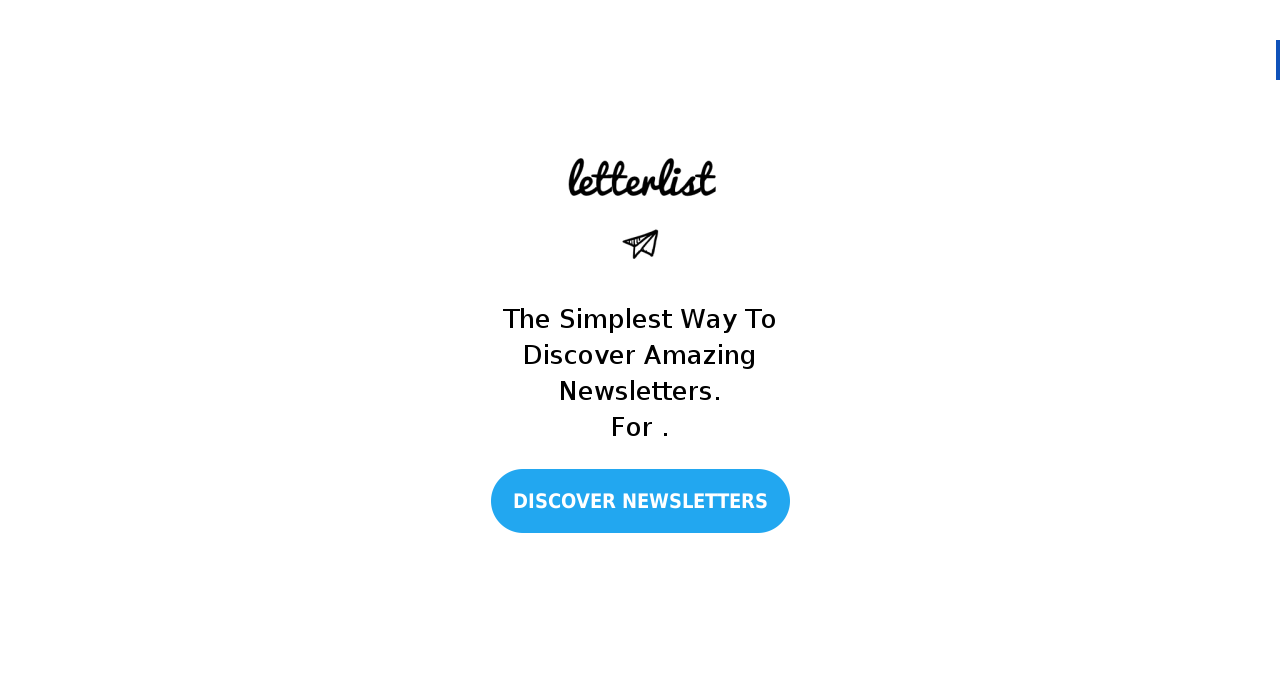 letterlist
The Simplest Way To
Discover Amazing
Newsletters.
For .
DISCOVER NEWSLETTERS